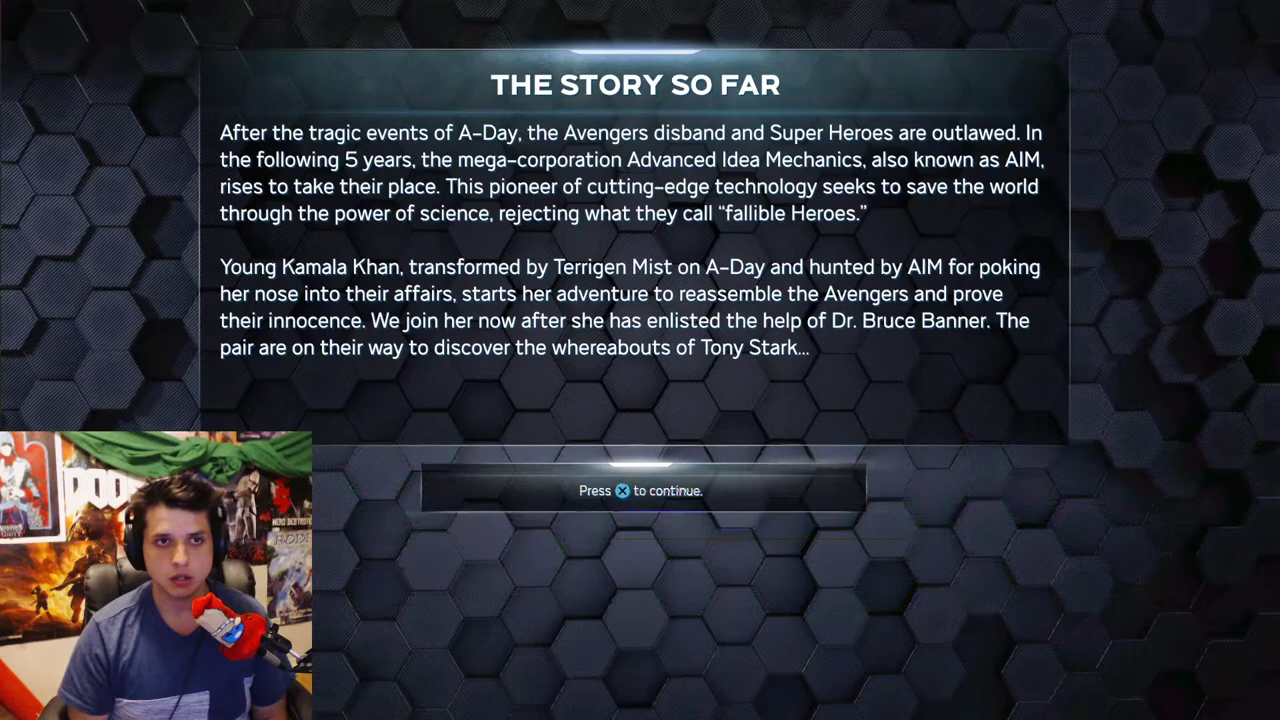 THE STORY SO FAR
After the tragic events of A-Day, the Avengers disband and Super Heroes are outlawed. In
the following 5 years, the mega-corporation Advanced Idea Mechanics, also known as AIM,
rises to take their place. This pioneer of cutting-edge technology seeks to save the world
through the power of science, rejecting what they call “fallible Heroes.”
Young Kamala Khan, transformed by Terrigen Mist on A-Day and hunted by AIM for poking
her nose into their affairs, starts her adventure to reassemble the Avengers and prove
their innocence. We join her now after she has enlisted the help of Dr. Bruce Banner. The
pair are on their way to discover the whereabouts of Tony Stark...
Press X to continue.
DOO